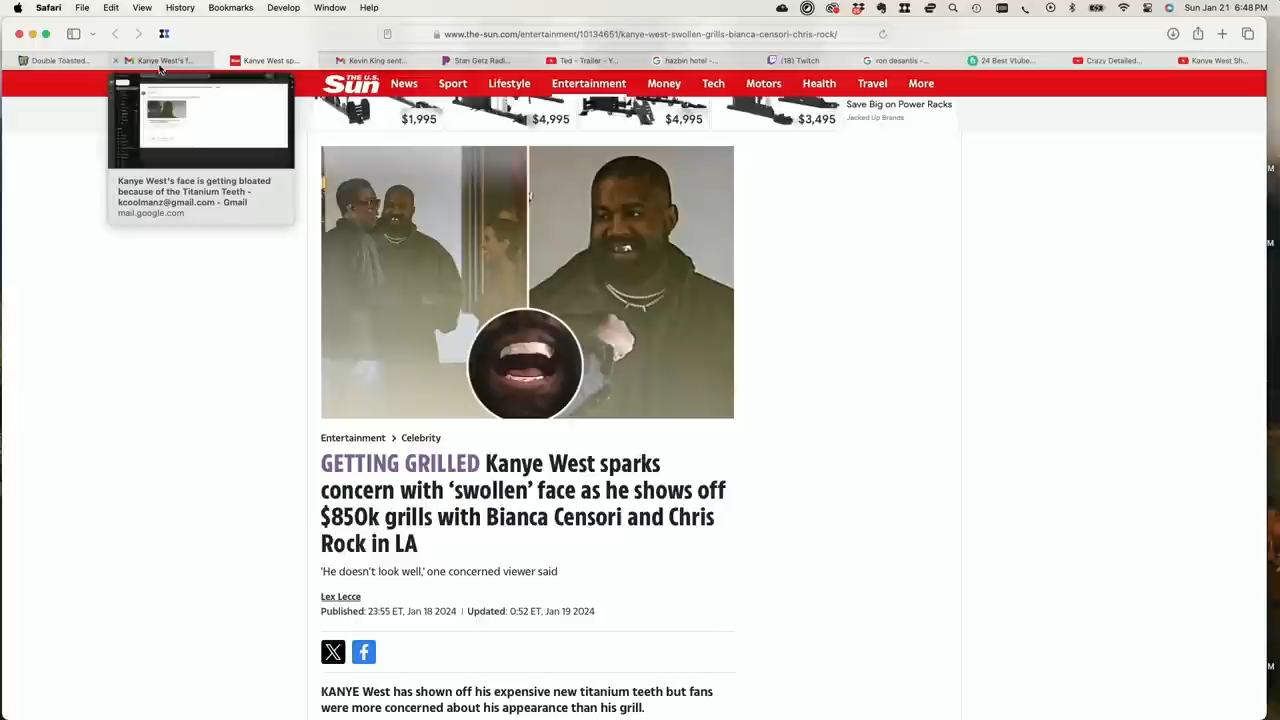 Safari File Edit View History Bookmarks Develop Window Help
Sun Jan 21 6:48 PM
www.the-sun.com/entertainment/10134651/kanye-west-swollen-grills-bianca-censori-chris-rock/
Double Toasted...
Kanye West's f...
Kanye West sp...
Kevin King sent...
Stan Getz Radi...
Ted - Trailer - Y...
hazbin hotel -...
(18) Twitch
ron desantis -...
24 Best Vtube...
Crazy Detailed...
Kanye West Sh...
THE U.S. Sun
News Sport Lifestyle Entertainment Money Tech Motors Health Travel More
$1,995
$4,995
$4,995
$3,495
Save Big on Power Racks
Jacked Up Brands
Kanye West's face is getting bloated
because of the Titanium Teeth -
kcoolmanz@gmail.com - Gmail
mail.google.com
Entertainment > Celebrity
GETTING GRILLED Kanye West sparks
concern with ‘swollen’ face as he shows off
$850k grills with Bianca Censori and Chris
Rock in LA
'He doesn't look well,' one concerned viewer said
Lex Lecce
Published: 23:55 ET, Jan 18 2024 | Updated: 0:52 ET, Jan 19 2024
KANYE West has shown off his expensive new titanium teeth but fans
were more concerned about his appearance than his grill.